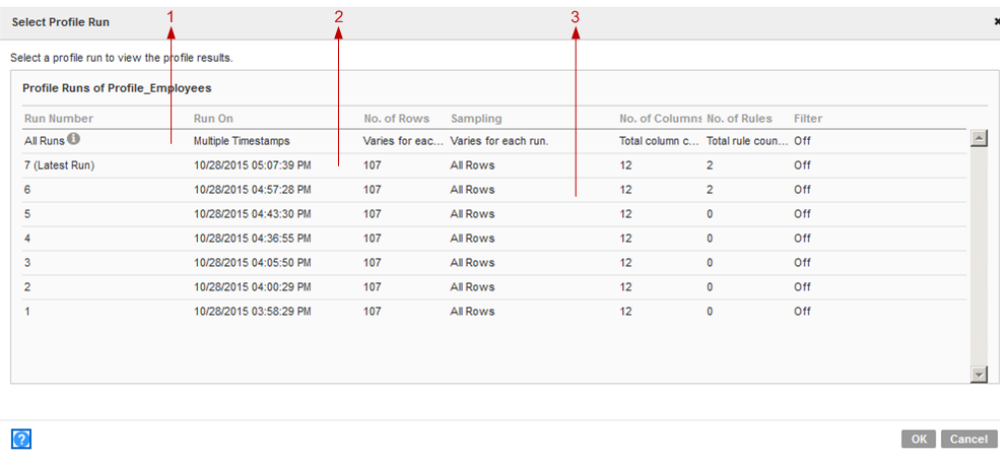 Select Profile Run 1 2 3 ×
Select a profile run to view the profile results.
Profile Runs of Profile_Employees
Run Number Run On No. of Rows Sampling No. of Columns No. of Rules Filter
All Runs Multiple Timestamps Varies for eac... Varies for each run. Total column c... Total rule coun... Off
7 (Latest Run) 10/28/2015 05:07:39 PM 107 All Rows 12 2 Off
6 10/28/2015 04:57:28 PM 107 All Rows 12 2 Off
5 10/28/2015 04:43:30 PM 107 All Rows 12 0 Off
4 10/28/2015 04:36:55 PM 107 All Rows 12 0 Off
3 10/28/2015 04:05:50 PM 107 All Rows 12 0 Off
2 10/28/2015 04:00:29 PM 107 All Rows 12 0 Off
1 10/28/2015 03:58:29 PM 107 All Rows 12 0 Off
? OK Cancel